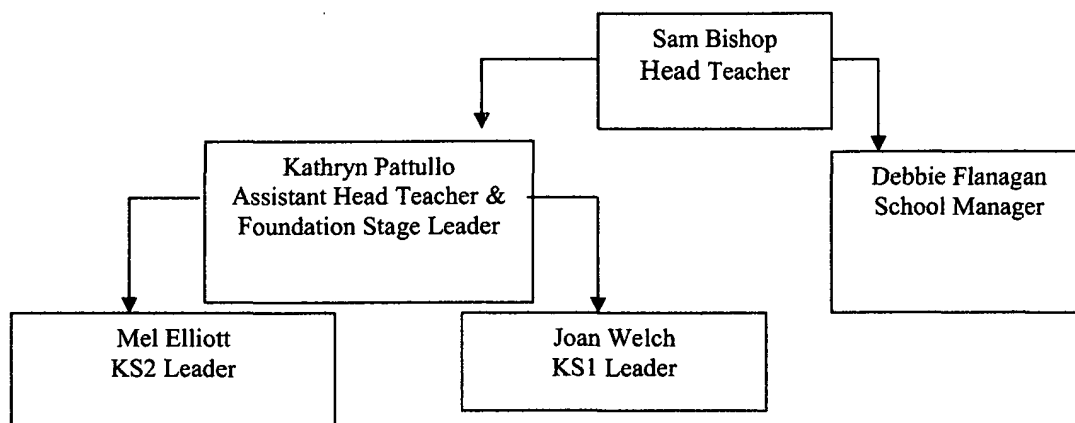 Sam Bishop
Head Teacher
Kathryn Pattullo
Assistant Head Teacher &
Foundation Stage Leader
Debbie Flanagan
School Manager
Mel Elliott
KS2 Leader
Joan Welch
KS1 Leader